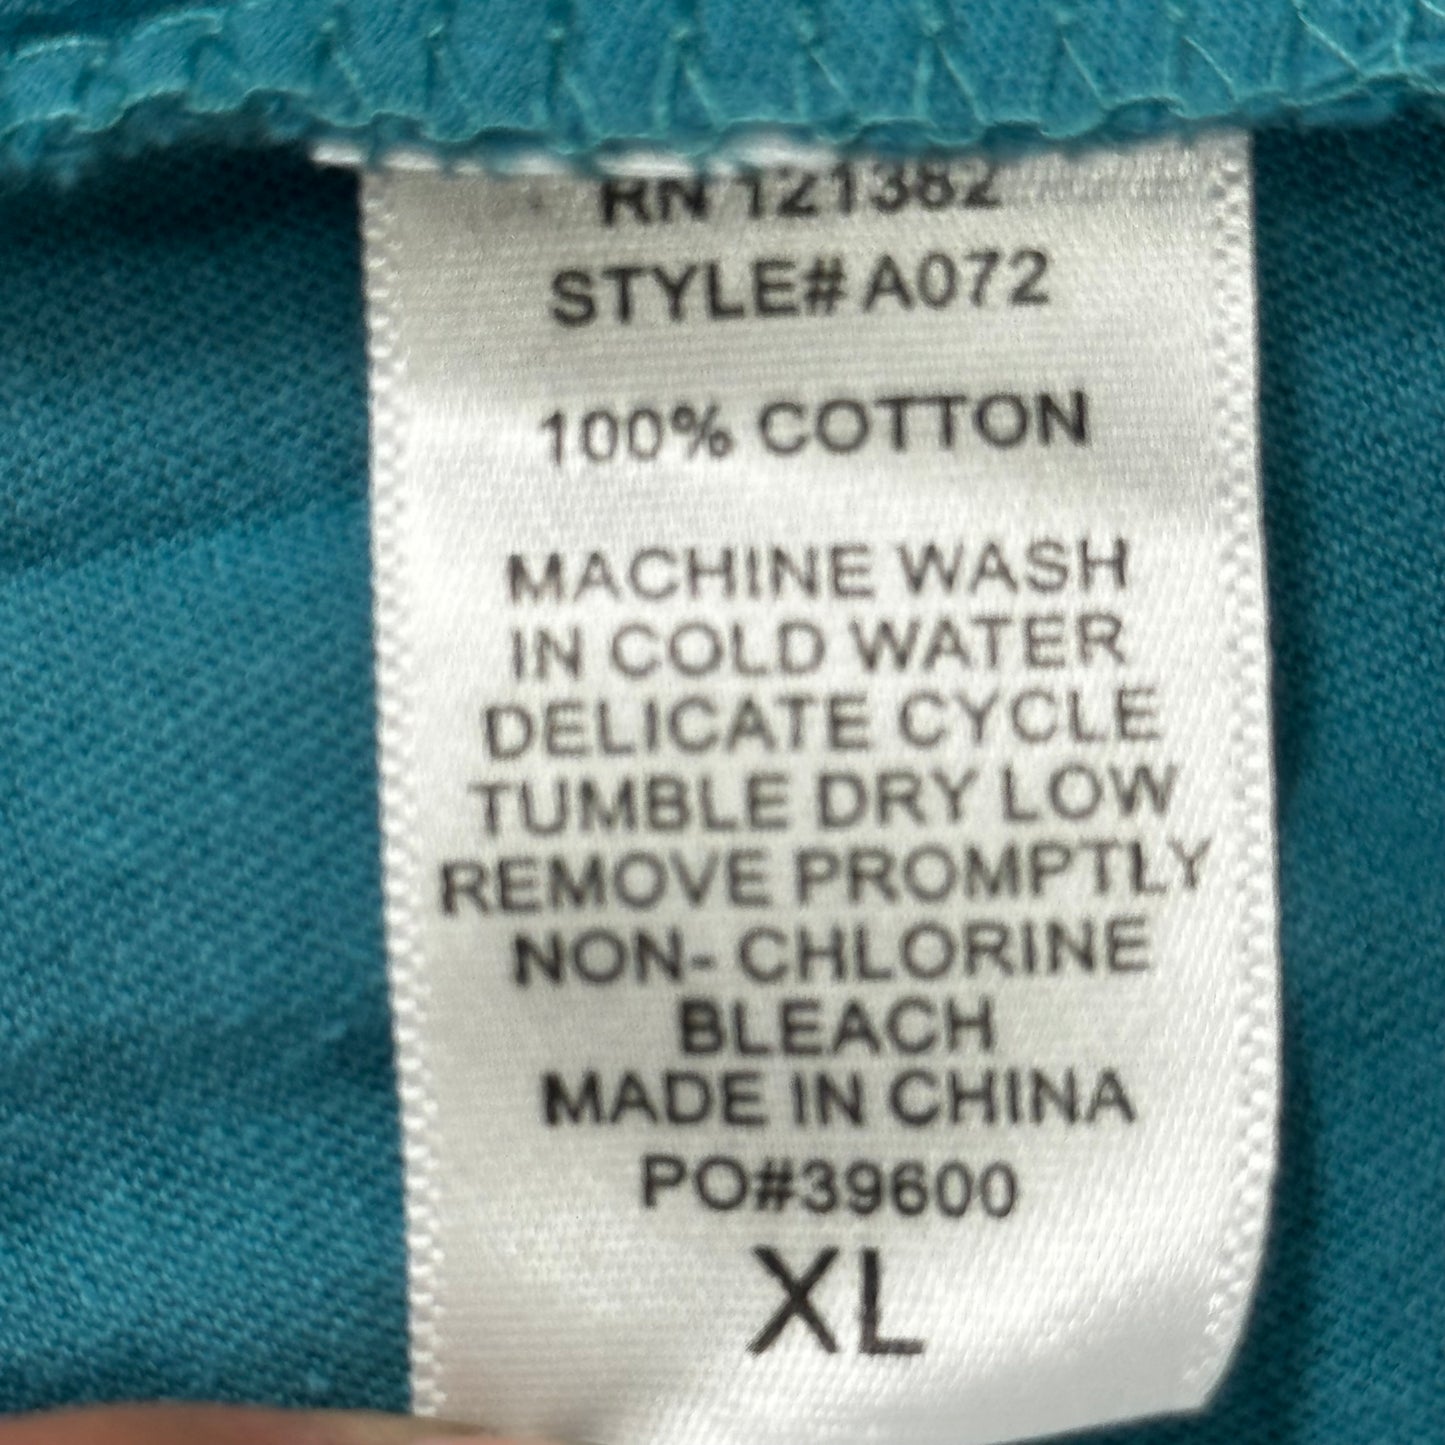 RN 121382
STYLE# A072
100% COTTON
MACHINE WASH
IN COLD WATER
DELICATE CYCLE
TUMBLE DRY LOW
REMOVE PROMPTLY
NON- CHLORINE
BLEACH
MADE IN CHINA
PO#39600
XL